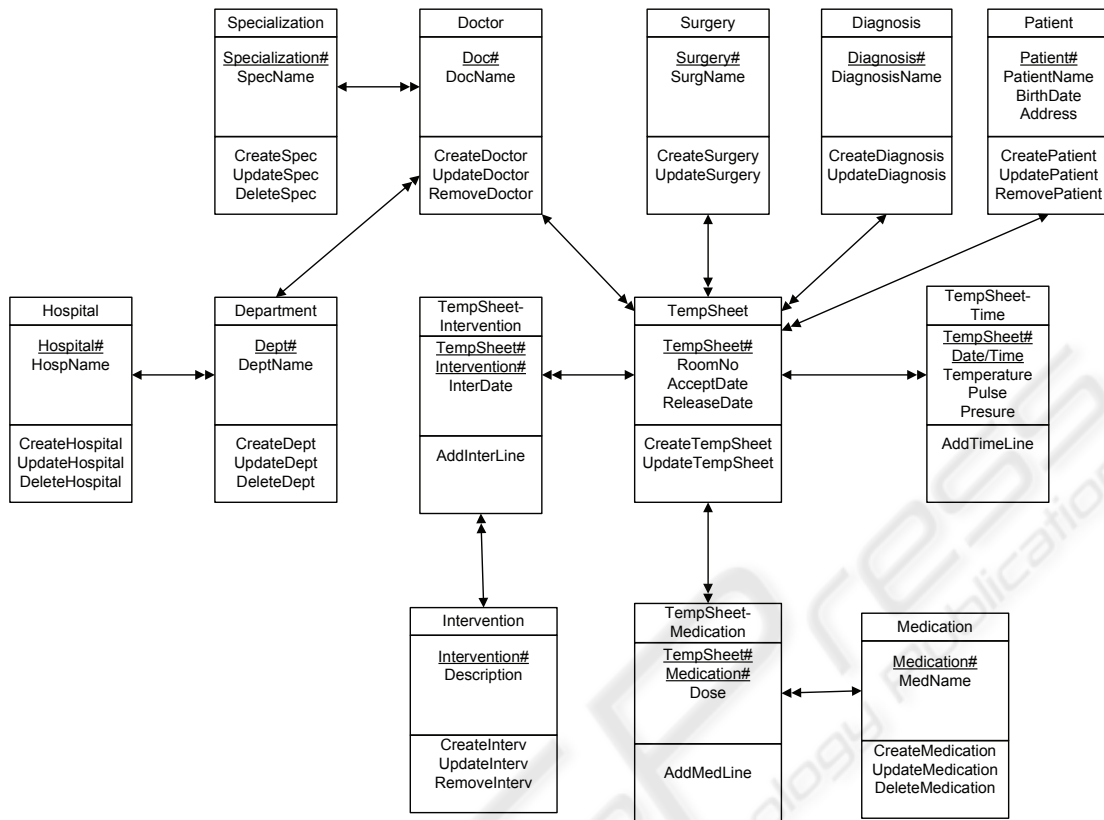 Specialization
Specialization#
SpecName
CreateSpec
UpdateSpec
DeleteSpec
Doctor
Doc#
DocName
CreateDoctor
UpdateDoctor
RemoveDoctor
Surgery
Surgery#
SurgName
CreateSurgery
UpdateSurgery
Diagnosis
Diagnosis#
DiagnosisName
CreateDiagnosis
UpdateDiagnosis
Patient
Patient#
PatientName
BirthDate
Address
CreatePatient
UpdatePatient
RemovePatient
Hospital
Hospital#
HospName
CreateHospital
UpdateHospital
DeleteHospital
Department
Dept#
DeptName
CreateDept
UpdateDept
DeleteDept
TempSheet-
Intervention
TempSheet#
Intervention#
InterDate
AddInterLine
TempSheet
TempSheet#
RoomNo
AcceptDate
ReleaseDate
CreateTempSheet
UpdateTempSheet
TempSheet-
Time
TempSheet#
Date/Time
Temperature
Pulse
Presure
AddTimeLine
Intervention
Intervention#
Description
CreateInterv
UpdateInterv
RemoveInterv
TempSheet-
Medication
TempSheet#
Medication#
Dose
AddMedLine
Medication
Medication#
MedName
CreateMedication
UpdateMedication
DeleteMedication
Press
ology Publication